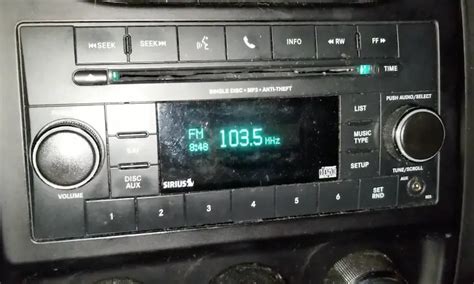 SEEK SEEK INFO RW FF
TIME
SINGLE DISC • MP3 • ANTI-THEFT
PUSH AUDIO/SELECT
FM 103.5 MHz
8:48
LIST
MUSIC TYPE
SETUP
SAT
DISC AUX
VOLUME
SIRIUS
TUNE/SCROLL
AUX
1 2 3 4 5 6 7 8
SET RND